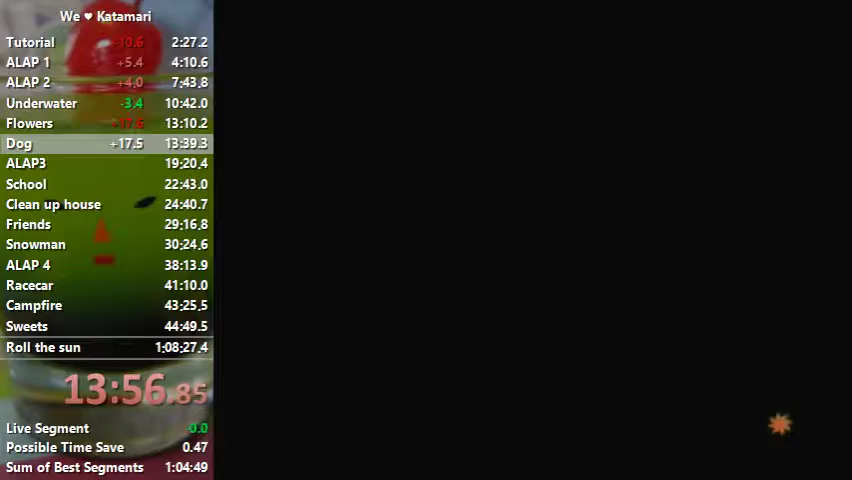 We ♥ Katamari
Tutorial +10.6 2:27.2
ALAP 1 +5.4 4:10.6
ALAP 2 +4.0 7:43.8
Underwater -3.4 10:42.0
Flowers +17.6 13:10.2
Dog +17.5 13:39.3
ALAP3 19:20.4
School 22:43.0
Clean up house 24:40.7
Friends 29:16.8
Snowman 30:24.6
ALAP 4 38:13.9
Racecar 41:10.0
Campfire 43:25.5
Sweets 44:49.5
Roll the sun 1:08:27.4
13:56.85
Live Segment -0.0
Possible Time Save 0.47
Sum of Best Segments 1:04:49